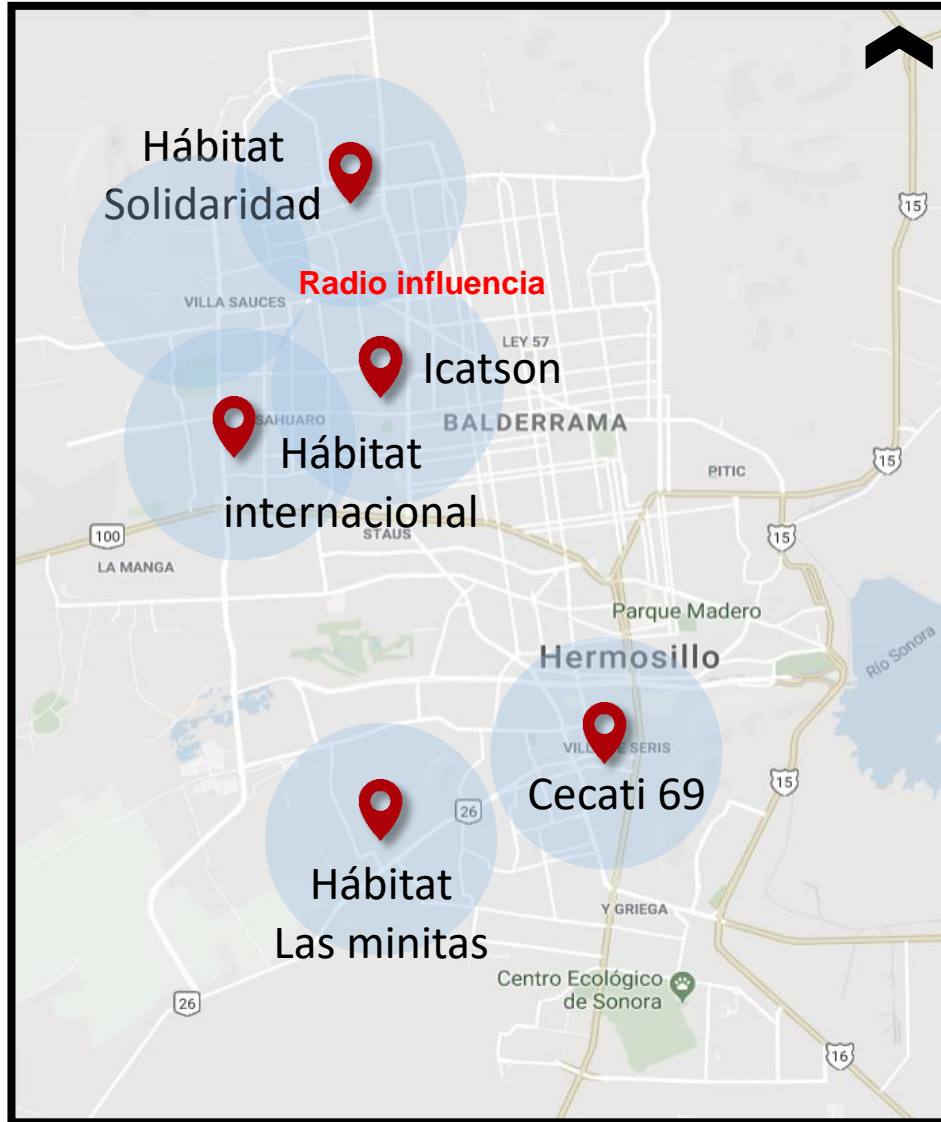 15
Hábitat
Solidaridad
Radio influencia
VILLA SAUCES
LEY 57
Icatson
SAHUARO
BALDERRAMA
Hábitat
internacional
PITIC
15
100
STAUS
15
LA MANGA
Parque Madero
Río Sonora
Hermosillo
SERIS
Cecati 69
15
26
Hábitat
Las minitas
Y GRIEGA
Centro Ecológico
de Sonora
26
16